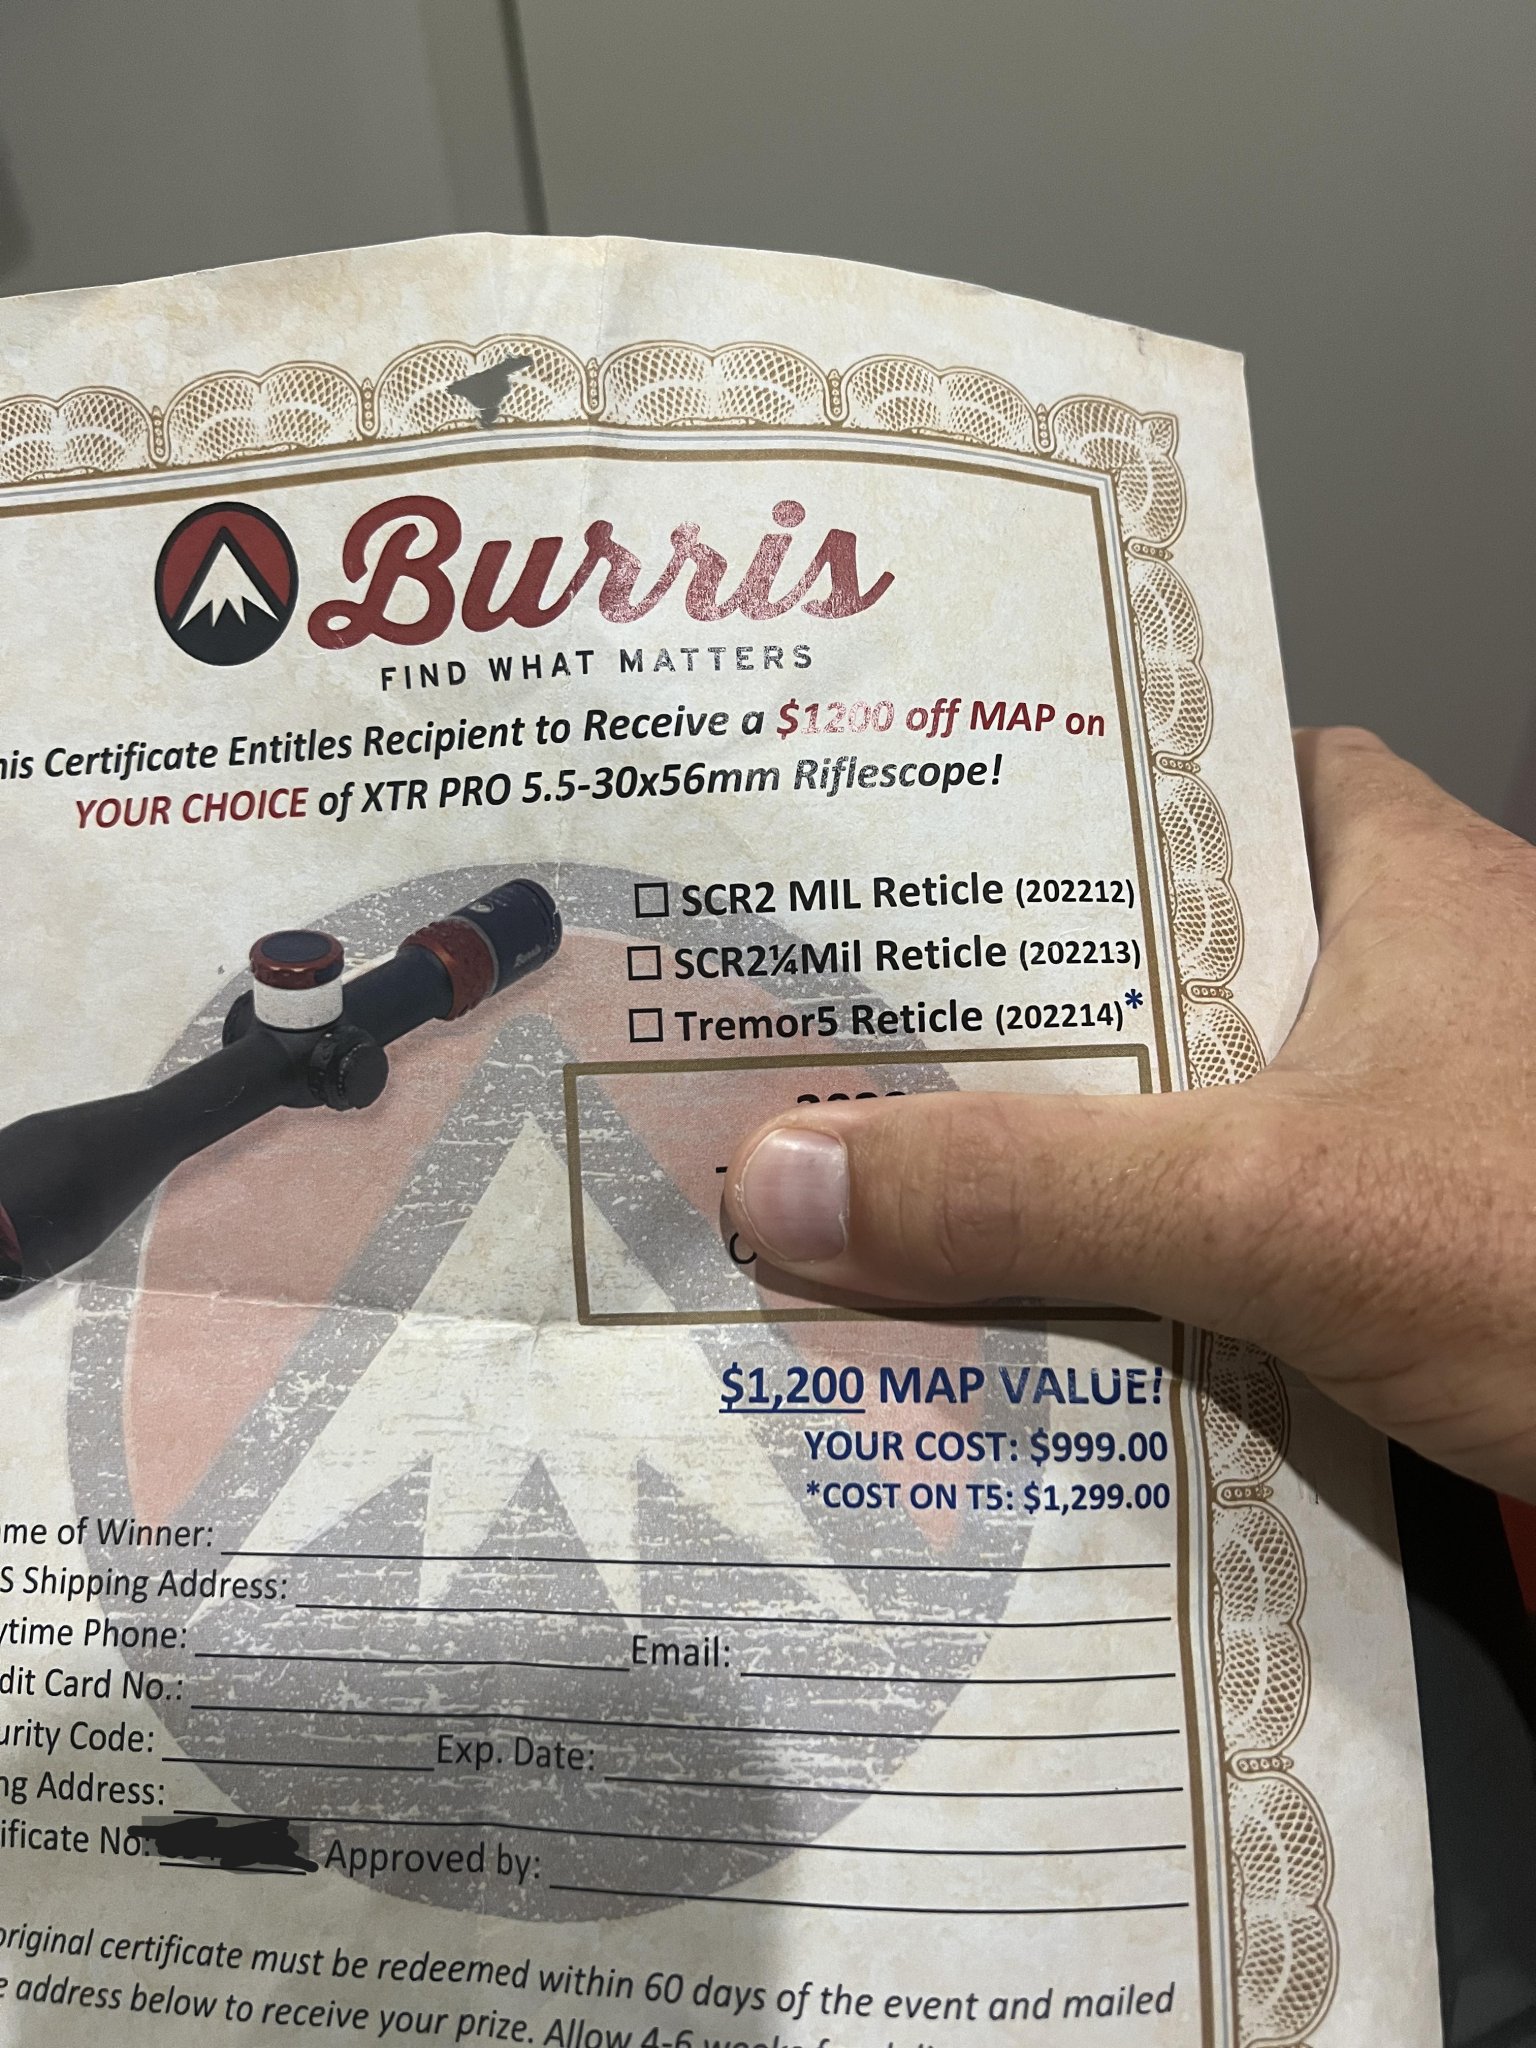 Burris
FIND WHAT MATTERS
his Certificate Entitles Recipient to Receive a $1200 off MAP on
YOUR CHOICE of XTR PRO 5.5-30x56mm Riflescope!
☐ SCR2 MIL Reticle (202212)
☐ SCR2¼Mil Reticle (202213)
☐ Tremor5 Reticle (202214)*
$1,200 MAP VALUE!
YOUR COST: $999.00
*COST ON T5: $1,299.00
me of Winner:
S Shipping Address:
ytime Phone: Email:
dit Card No.:
urity Code: Exp. Date:
ng Address:
ificate No: Approved by:
original certificate must be redeemed within 60 days of the event and mailed
e address below to receive your prize. Allow 4-6 weeks